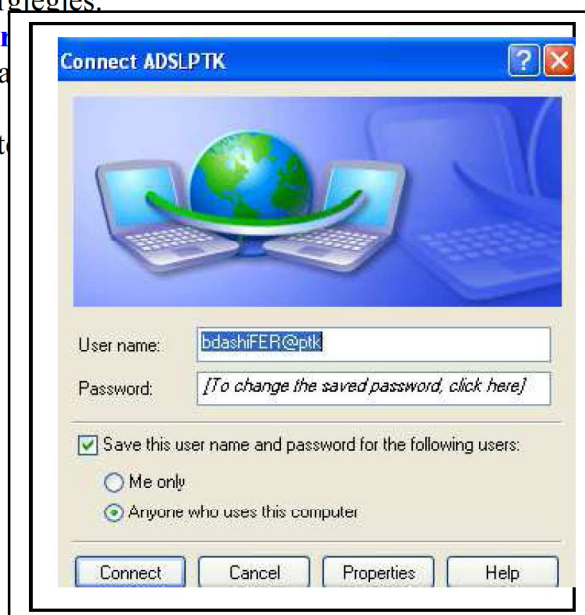 Connect ADSLPTK
User name: bdashiFER@ptk
Password: [To change the saved password, click here]
Save this user name and password for the following users:
Me only
Anyone who uses this computer
Connect Cancel Properties Help